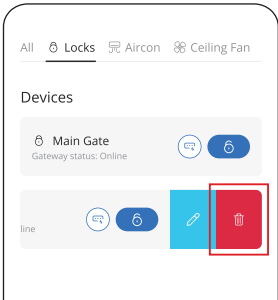 All Locks Aircon Ceiling Fan
Devices
Main Gate
Gateway status: Online
line